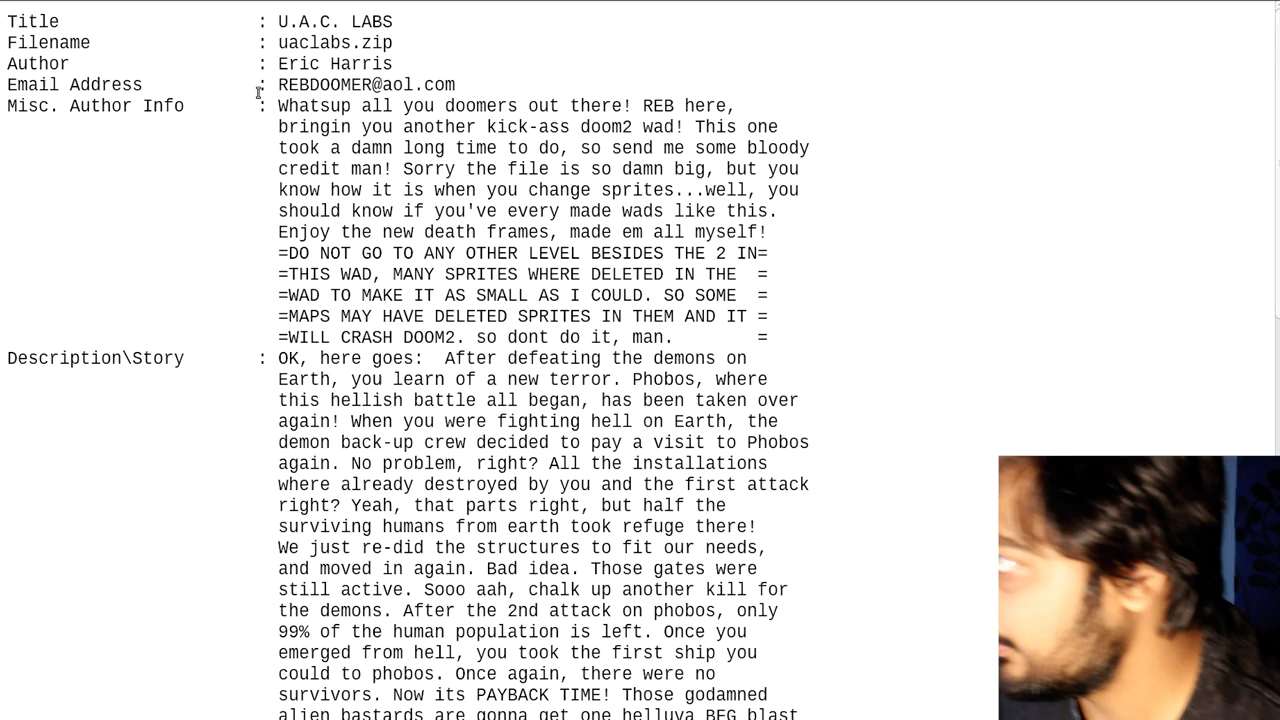 Title : U.A.C. LABS
Filename : uaclabs.zip
Author : Eric Harris
Email Address : REBDOOMER@aol.com
Misc. Author Info : Whatsup all you doomers out there! REB here,
bringin you another kick-ass doom2 wad! This one
took a damn long time to do, so send me some bloody
credit man! Sorry the file is so damn big, but you
know how it is when you change sprites...well, you
should know if you've every made wads like this.
Enjoy the new death frames, made em all myself!
=DO NOT GO TO ANY OTHER LEVEL BESIDES THE 2 IN=
=THIS WAD, MANY SPRITES WHERE DELETED IN THE =
=WAD TO MAKE IT AS SMALL AS I COULD. SO SOME =
=MAPS MAY HAVE DELETED SPRITES IN THEM AND IT =
=WILL CRASH DOOM2. so dont do it, man. =
Description\Story : OK, here goes: After defeating the demons on
Earth, you learn of a new terror. Phobos, where
this hellish battle all began, has been taken over
again! When you were fighting hell on Earth, the
demon back-up crew decided to pay a visit to Phobos
again. No problem, right? All the installations
where already destroyed by you and the first attack
right? Yeah, that parts right, but half the
surviving humans from earth took refuge there!
We just re-did the structures to fit our needs,
and moved in again. Bad idea. Those gates were
still active. Sooo aah, chalk up another kill for
the demons. After the 2nd attack on phobos, only
99% of the human population is left. Once you
emerged from hell, you took the first ship you
could to phobos. Once again, there were no
survivors. Now its PAYBACK TIME! Those godamned
alien bastards are gonna get one helluva BFG blast